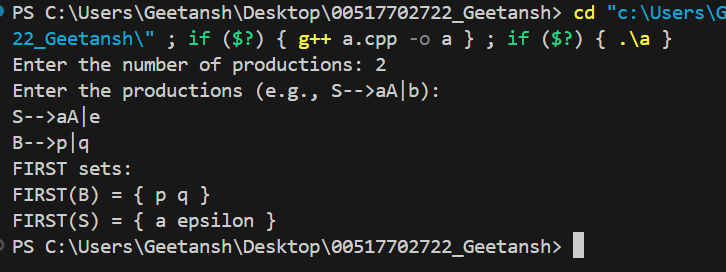 PS C:\Users\Geetansh\Desktop\00517702722_Geetansh> cd "c:\Users\G
22_Geetansh\" ; if ($?) { g++ a.cpp -o a } ; if ($?) { .\a }
Enter the number of productions: 2
Enter the productions (e.g., S-->aA|b):
S-->aA|e
B-->p|q
FIRST sets:
FIRST(B) = { p q }
FIRST(S) = { a epsilon }
PS C:\Users\Geetansh\Desktop\00517702722_Geetansh>